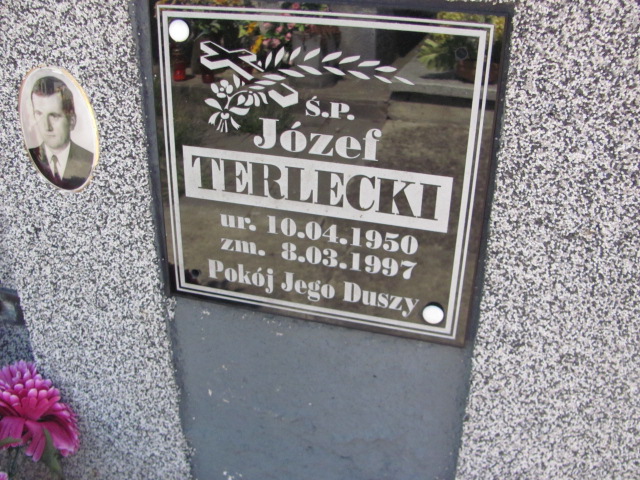 Ś.P.
Józef
TERLECKI
ur. 10.04.1950
zm. 8.03.1997
Pokój Jego Duszy